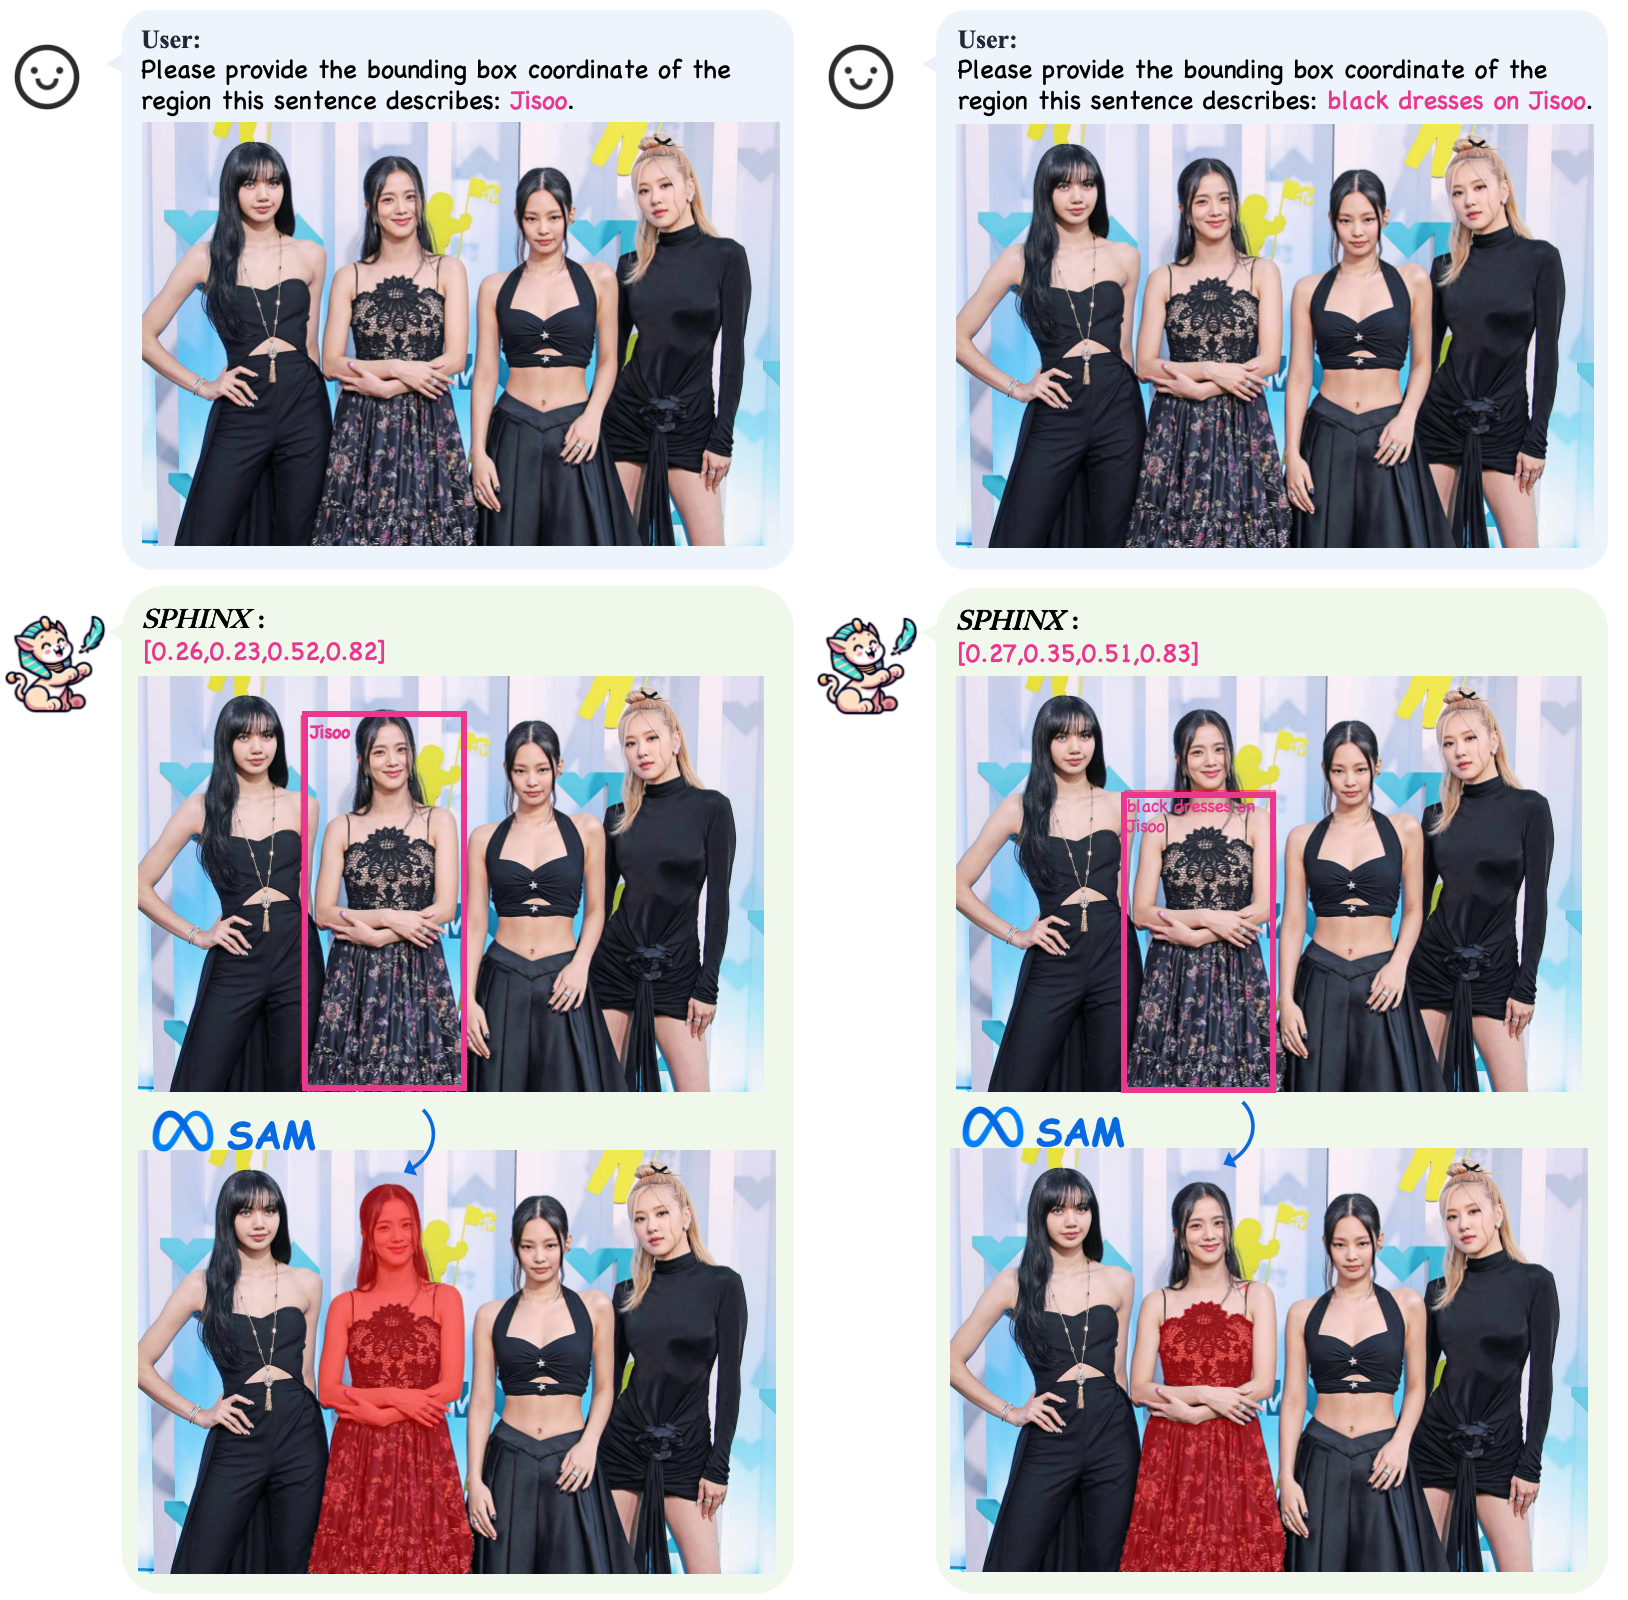 User:
Please provide the bounding box coordinate of the
region this sentence describes: Jisoo.
SPHINX :
[0.26,0.23,0.52,0.82]
Jisoo
SAM
User:
Please provide the bounding box coordinate of the
region this sentence describes: black dresses on Jisoo.
SPHINX :
[0.27,0.35,0.51,0.83]
black dresses on
Jisoo
SAM